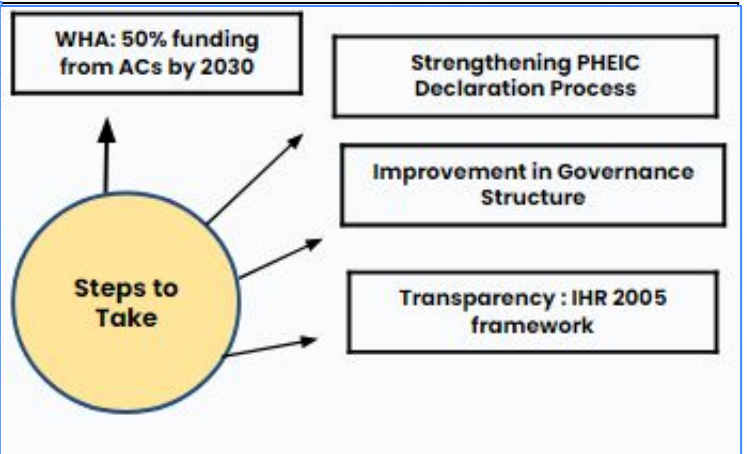 WHA: 50% funding
from ACs by 2030
Strengthening PHEIC
Declaration Process
Improvement in Governance
Structure
Steps to
Take
Transparency : IHR 2005
framework